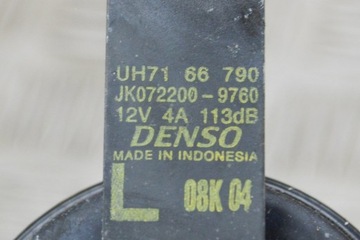 UH71 66 790
JK072200-9760
12V 4A 113dB
DENSO
MADE IN INDONESIA
L 08K 04